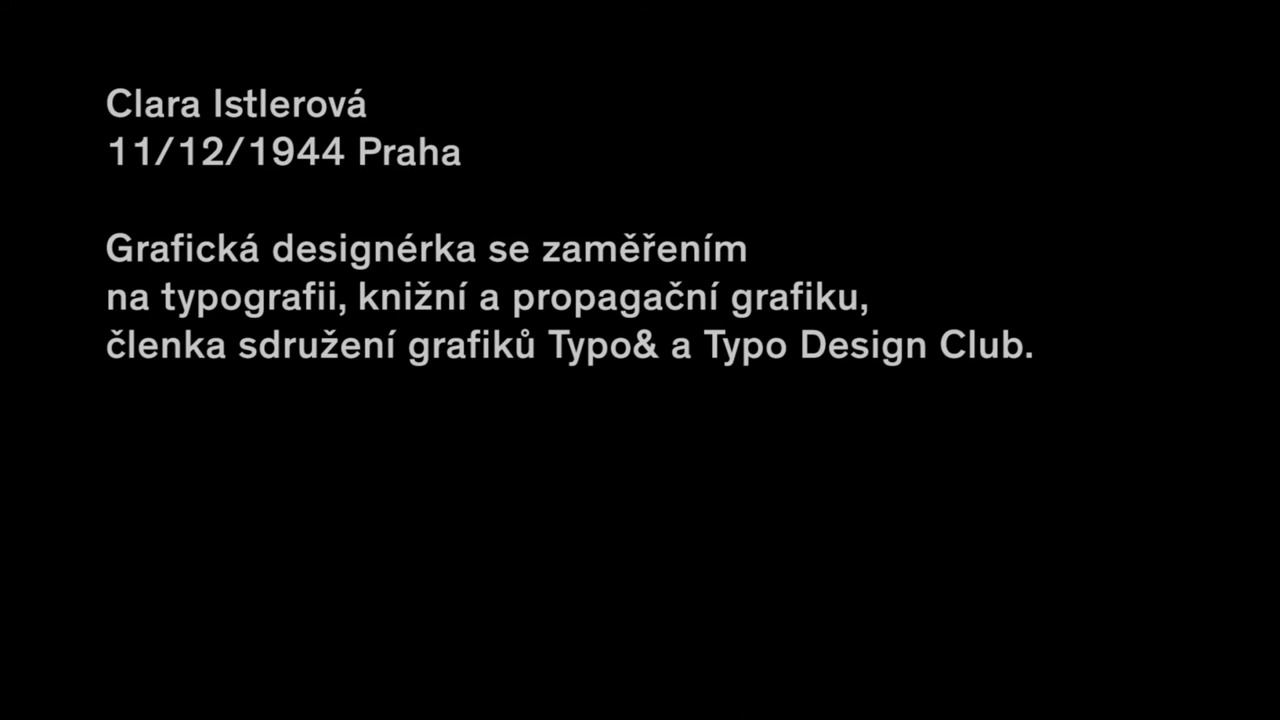 Clara Istlerová
11/12/1944 Praha
Grafická designérka se zaměřením
na typografii, knižní a propagační grafiku,
členka sdružení grafiků Typo& a Typo Design Club.